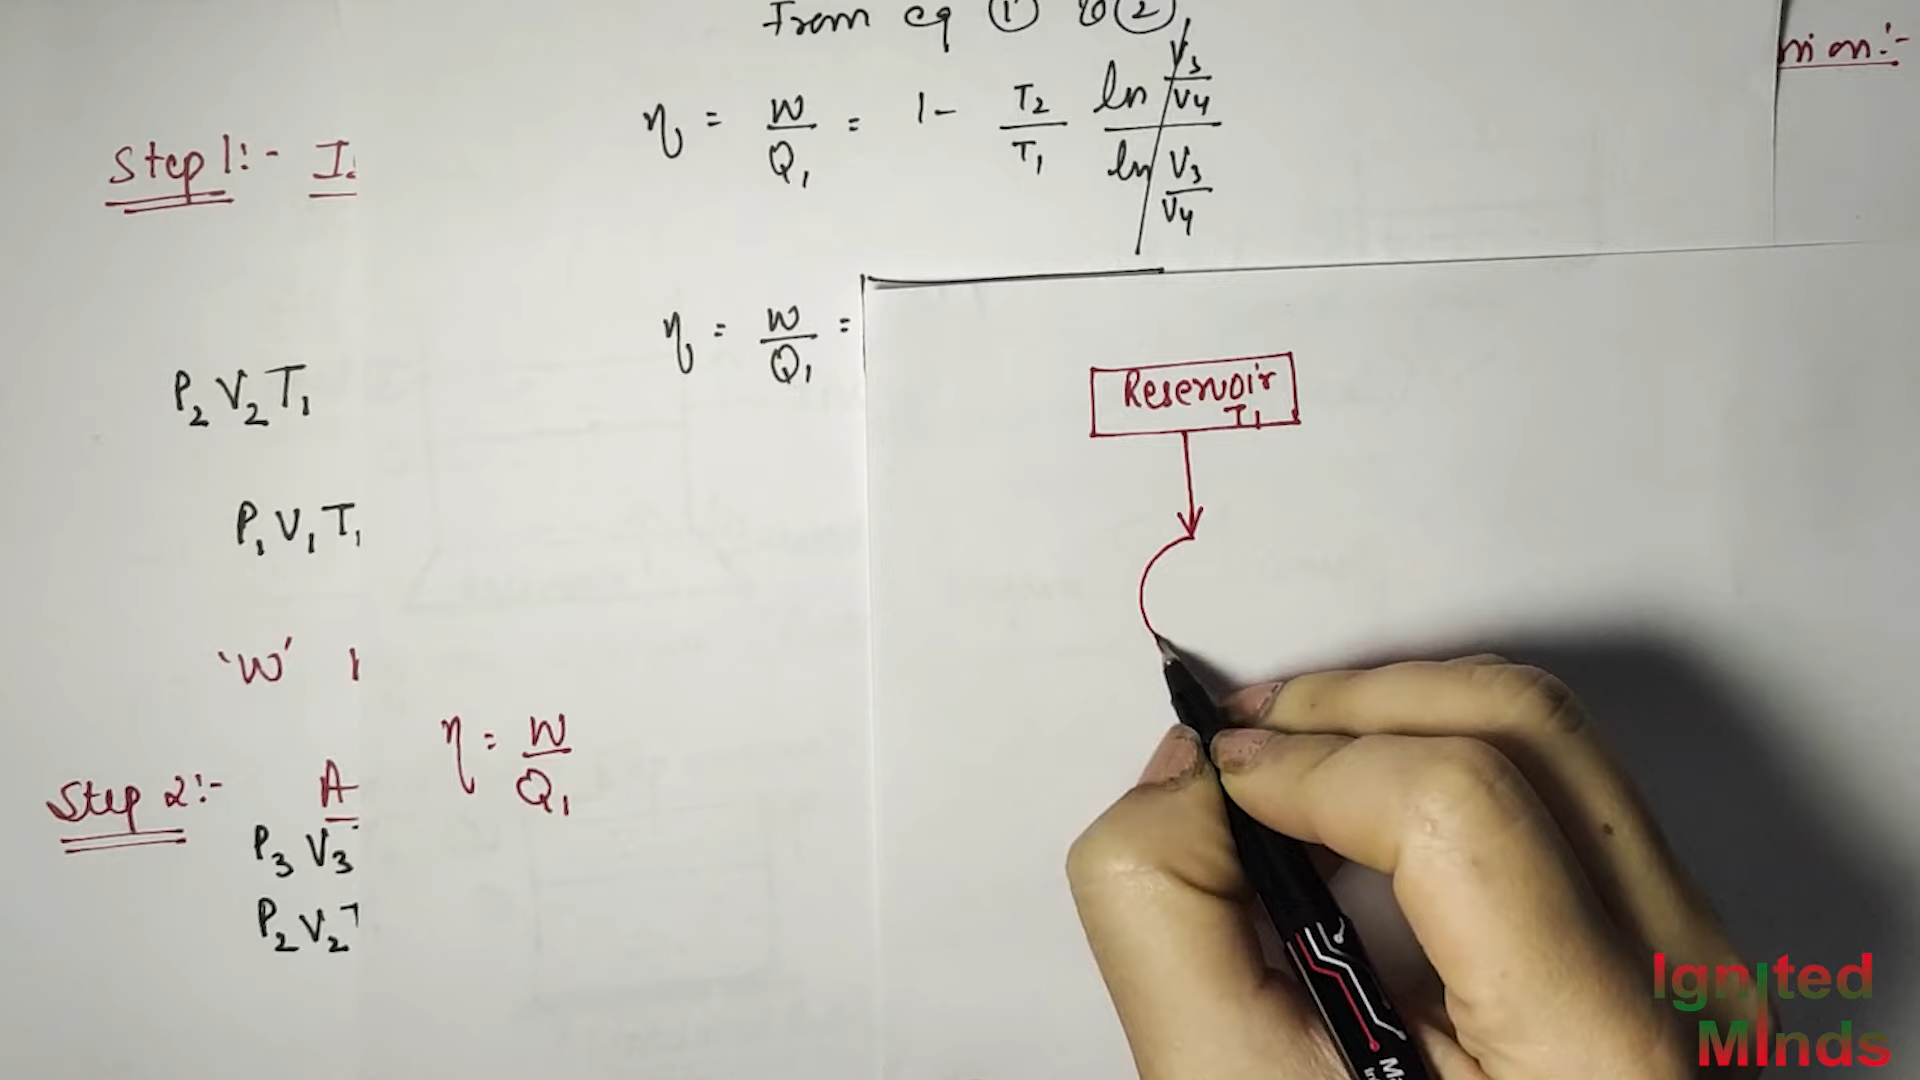 From eq ① & ②,
η = W/Q₁ = 1 - T₂/T₁ ln V₃/V₄ / ln V₃/V₄
Step 1:-
P₂ V₂ T₁
P₁ V₁ T₁
'W'
Step 2:- A
P₃ V₃
P₂ V₂
η = W/Q₁ =
η = W/Q₁
Reservoir
T₁
Ignited
Minds